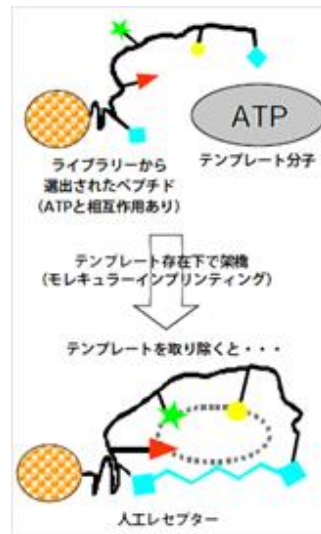 ATP
ライブラリーから
選出されたペプチド
(ATPと相互作用あり)
テンプレート分子
テンプレート存在下で架橋
(モレキュラーインプリンティング)
テンプレートを取り除くと・・・
人工レセプター